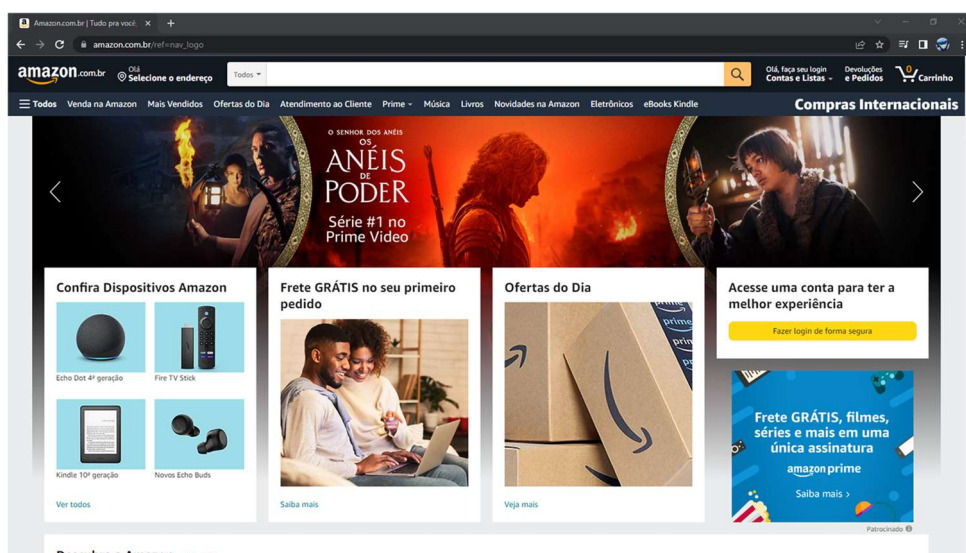 Amazon.com.br | Tudo pra você,
amazon.com.br/ref=nav_logo
amazon.com.br
Olá
Selecione o endereço
Todos
Olá, faça seu login
Contas e Listas
Devoluções
e Pedidos
0
Carrinho
Todos Venda na Amazon Mais Vendidos Ofertas do Dia Atendimento ao Cliente Prime Música Livros Novidades na Amazon Eletrônicos eBooks Kindle
Compras Internacionais
O SENHOR DOS ANÉIS
OS
ANÉIS
DE
PODER
Série #1 no
Prime Video
Confira Dispositivos Amazon
Echo Dot 4ª geração
Fire TV Stick
Kindle 10ª geração
Novos Echo Buds
Ver todos
Frete GRÁTIS no seu primeiro
pedido
Saiba mais
Ofertas do Dia
prime
prime
Veja mais
Acesse uma conta para ter a
melhor experiência
Fazer login de forma segura
Frete GRÁTIS, filmes,
séries e mais em uma
única assinatura
amazon prime
Saiba mais >
Patrocinado